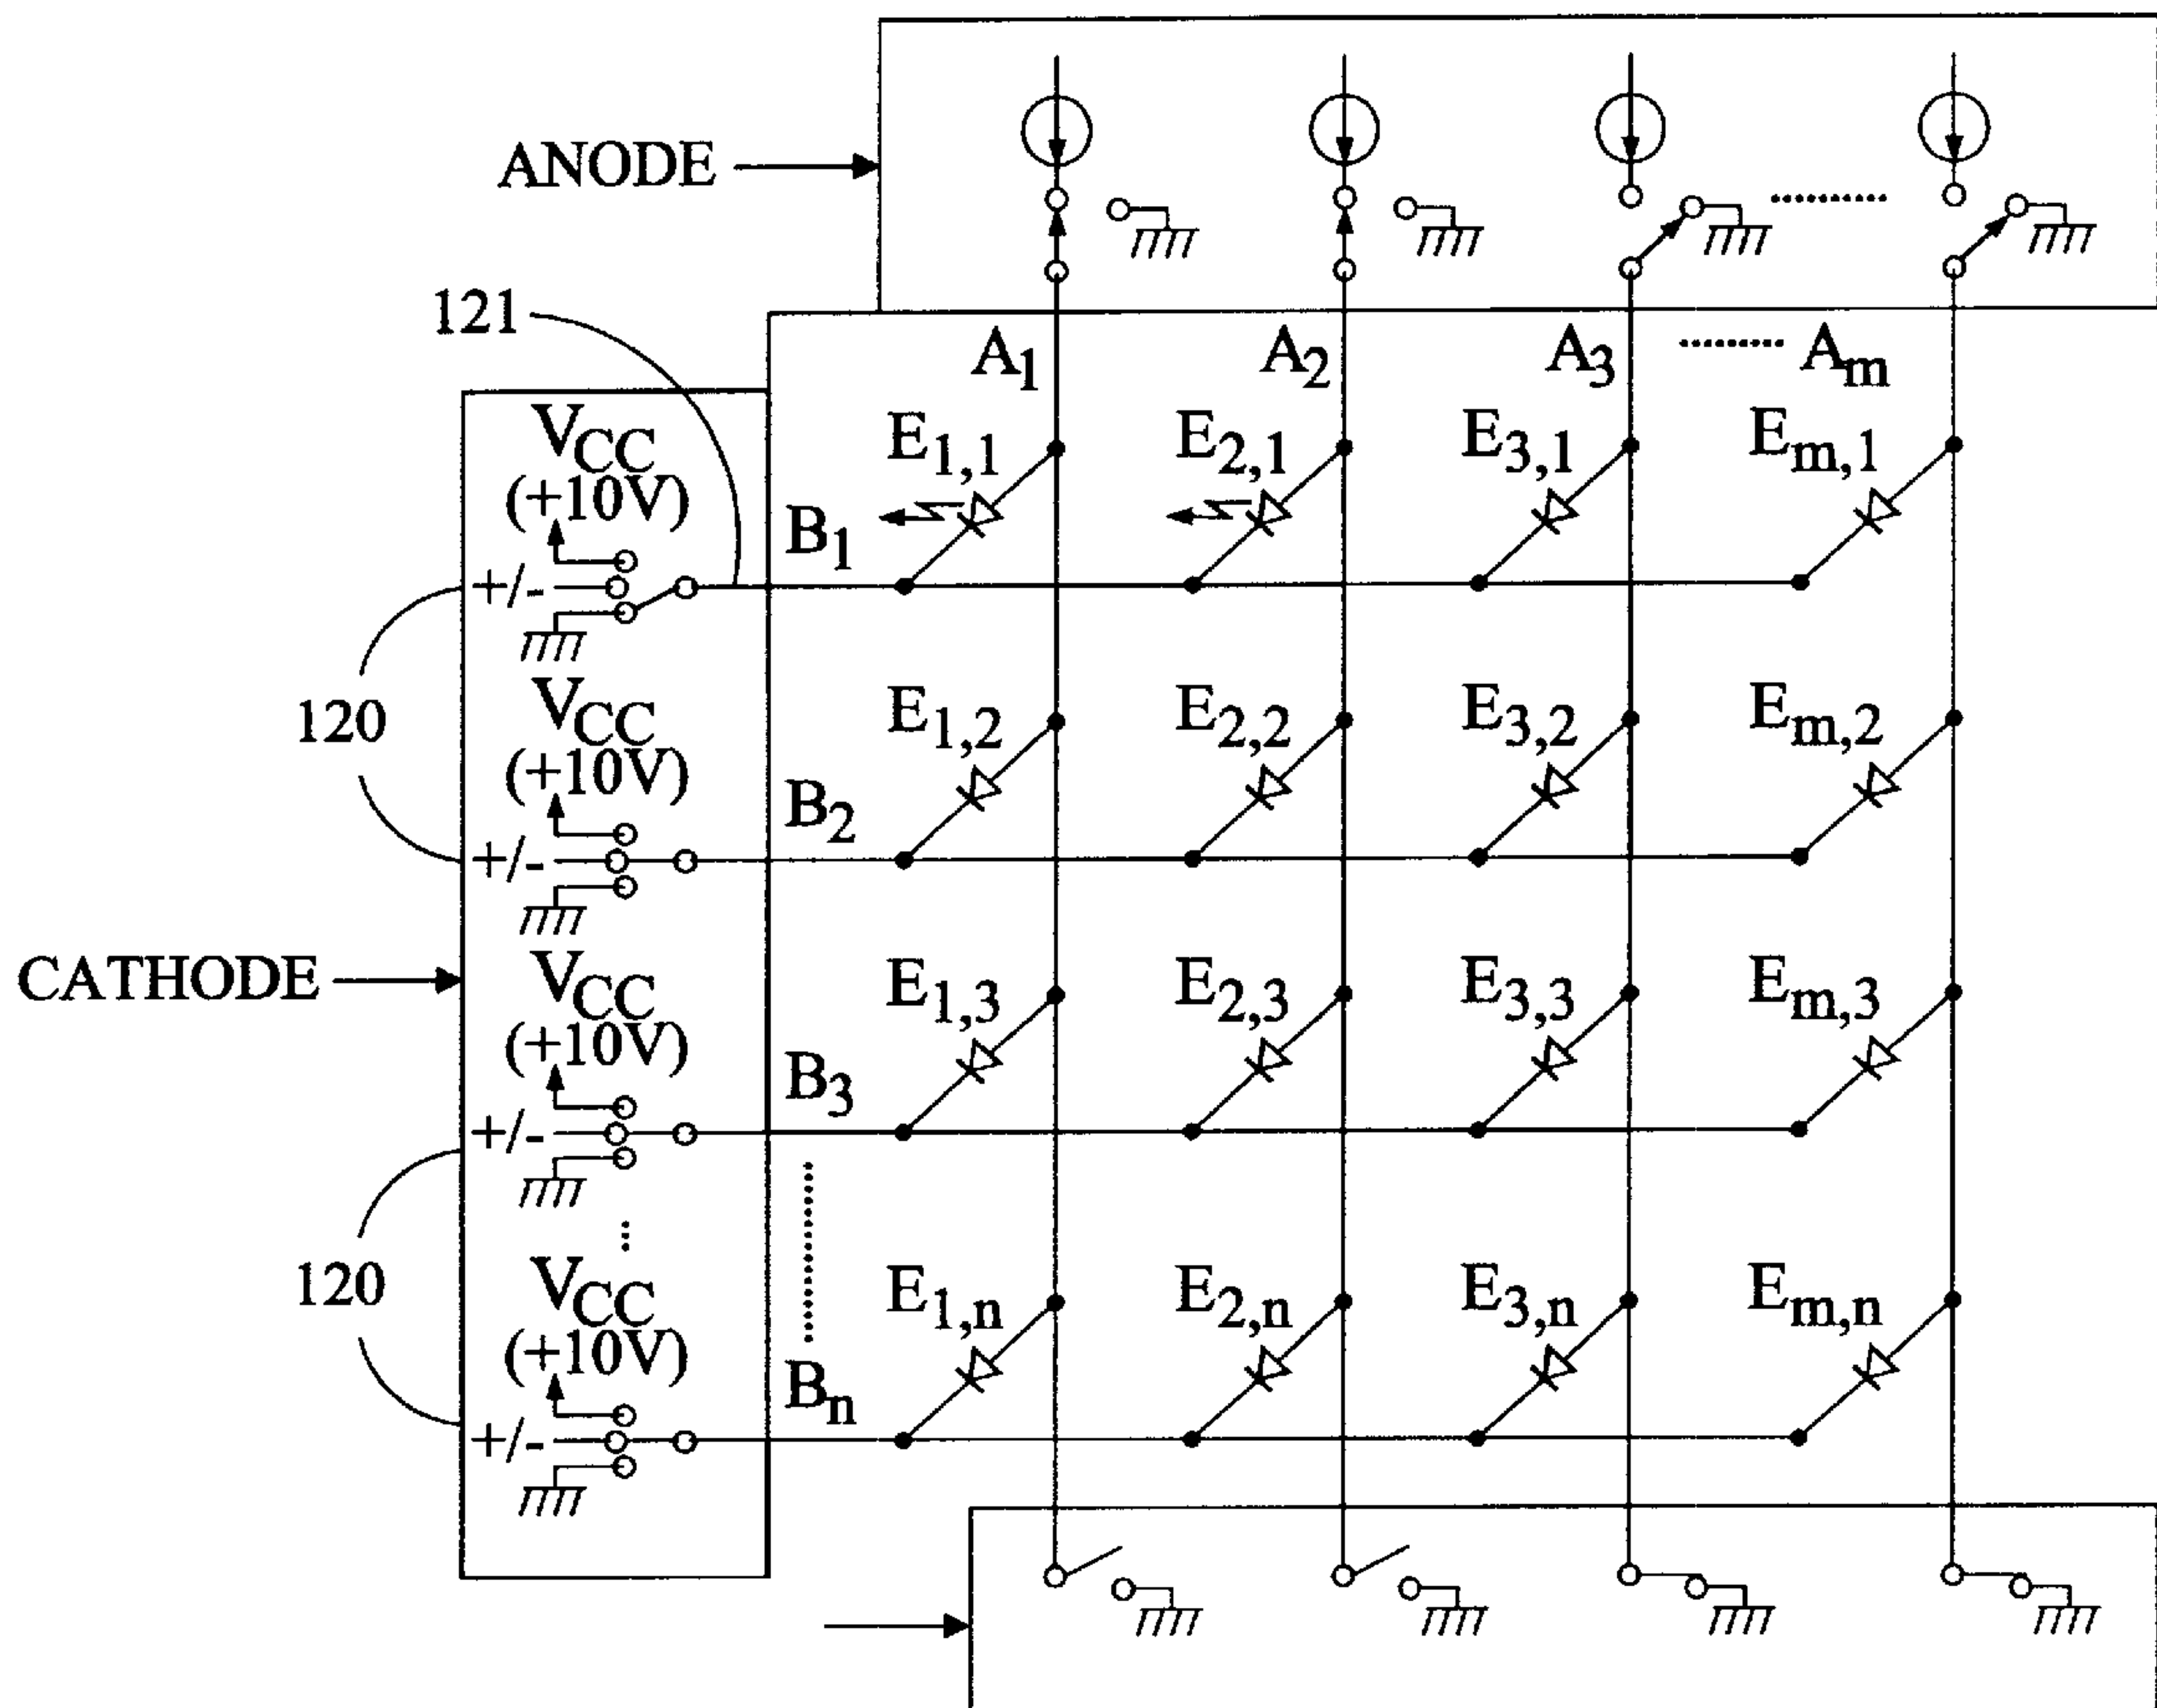 ANODE
121
A1 A2 A3 ......... Am
VCC
(+10V)
E1,1 E2,1 E3,1 Em,1
B1
+/-
120
VCC
(+10V)
E1,2 E2,2 E3,2 Em,2
B2
+/-
CATHODE
VCC
(+10V)
E1,3 E2,3 E3,3 Em,3
B3
+/-
120
VCC
(+10V)
E1,n E2,n E3,n Em,n
Bn
+/-